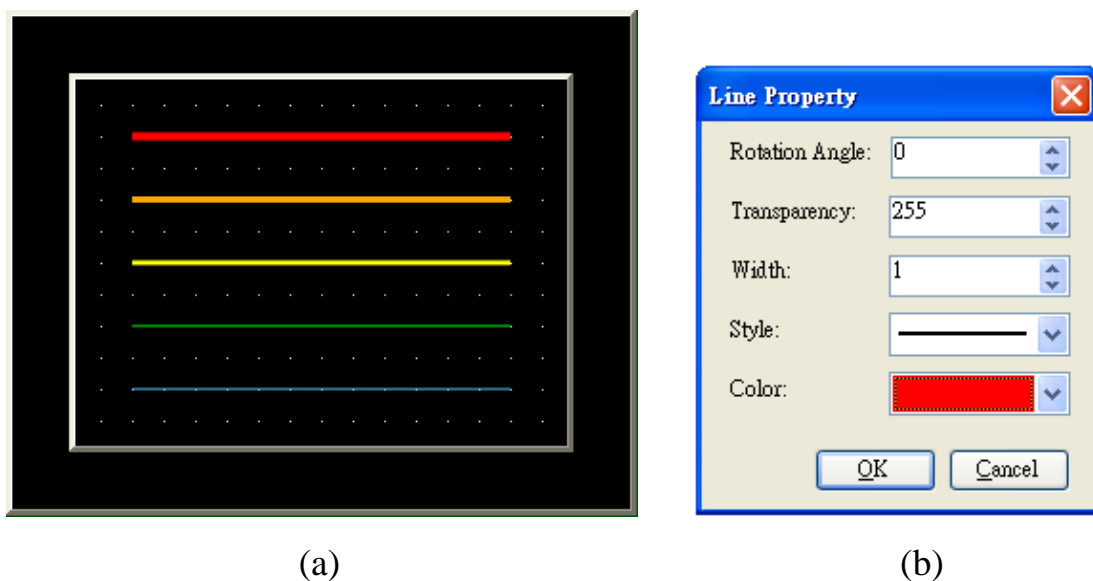 Line Property
Rotation Angle: 0
Transparency: 255
Width: 1
Style:
Color:
OK Cancel
(a) (b)